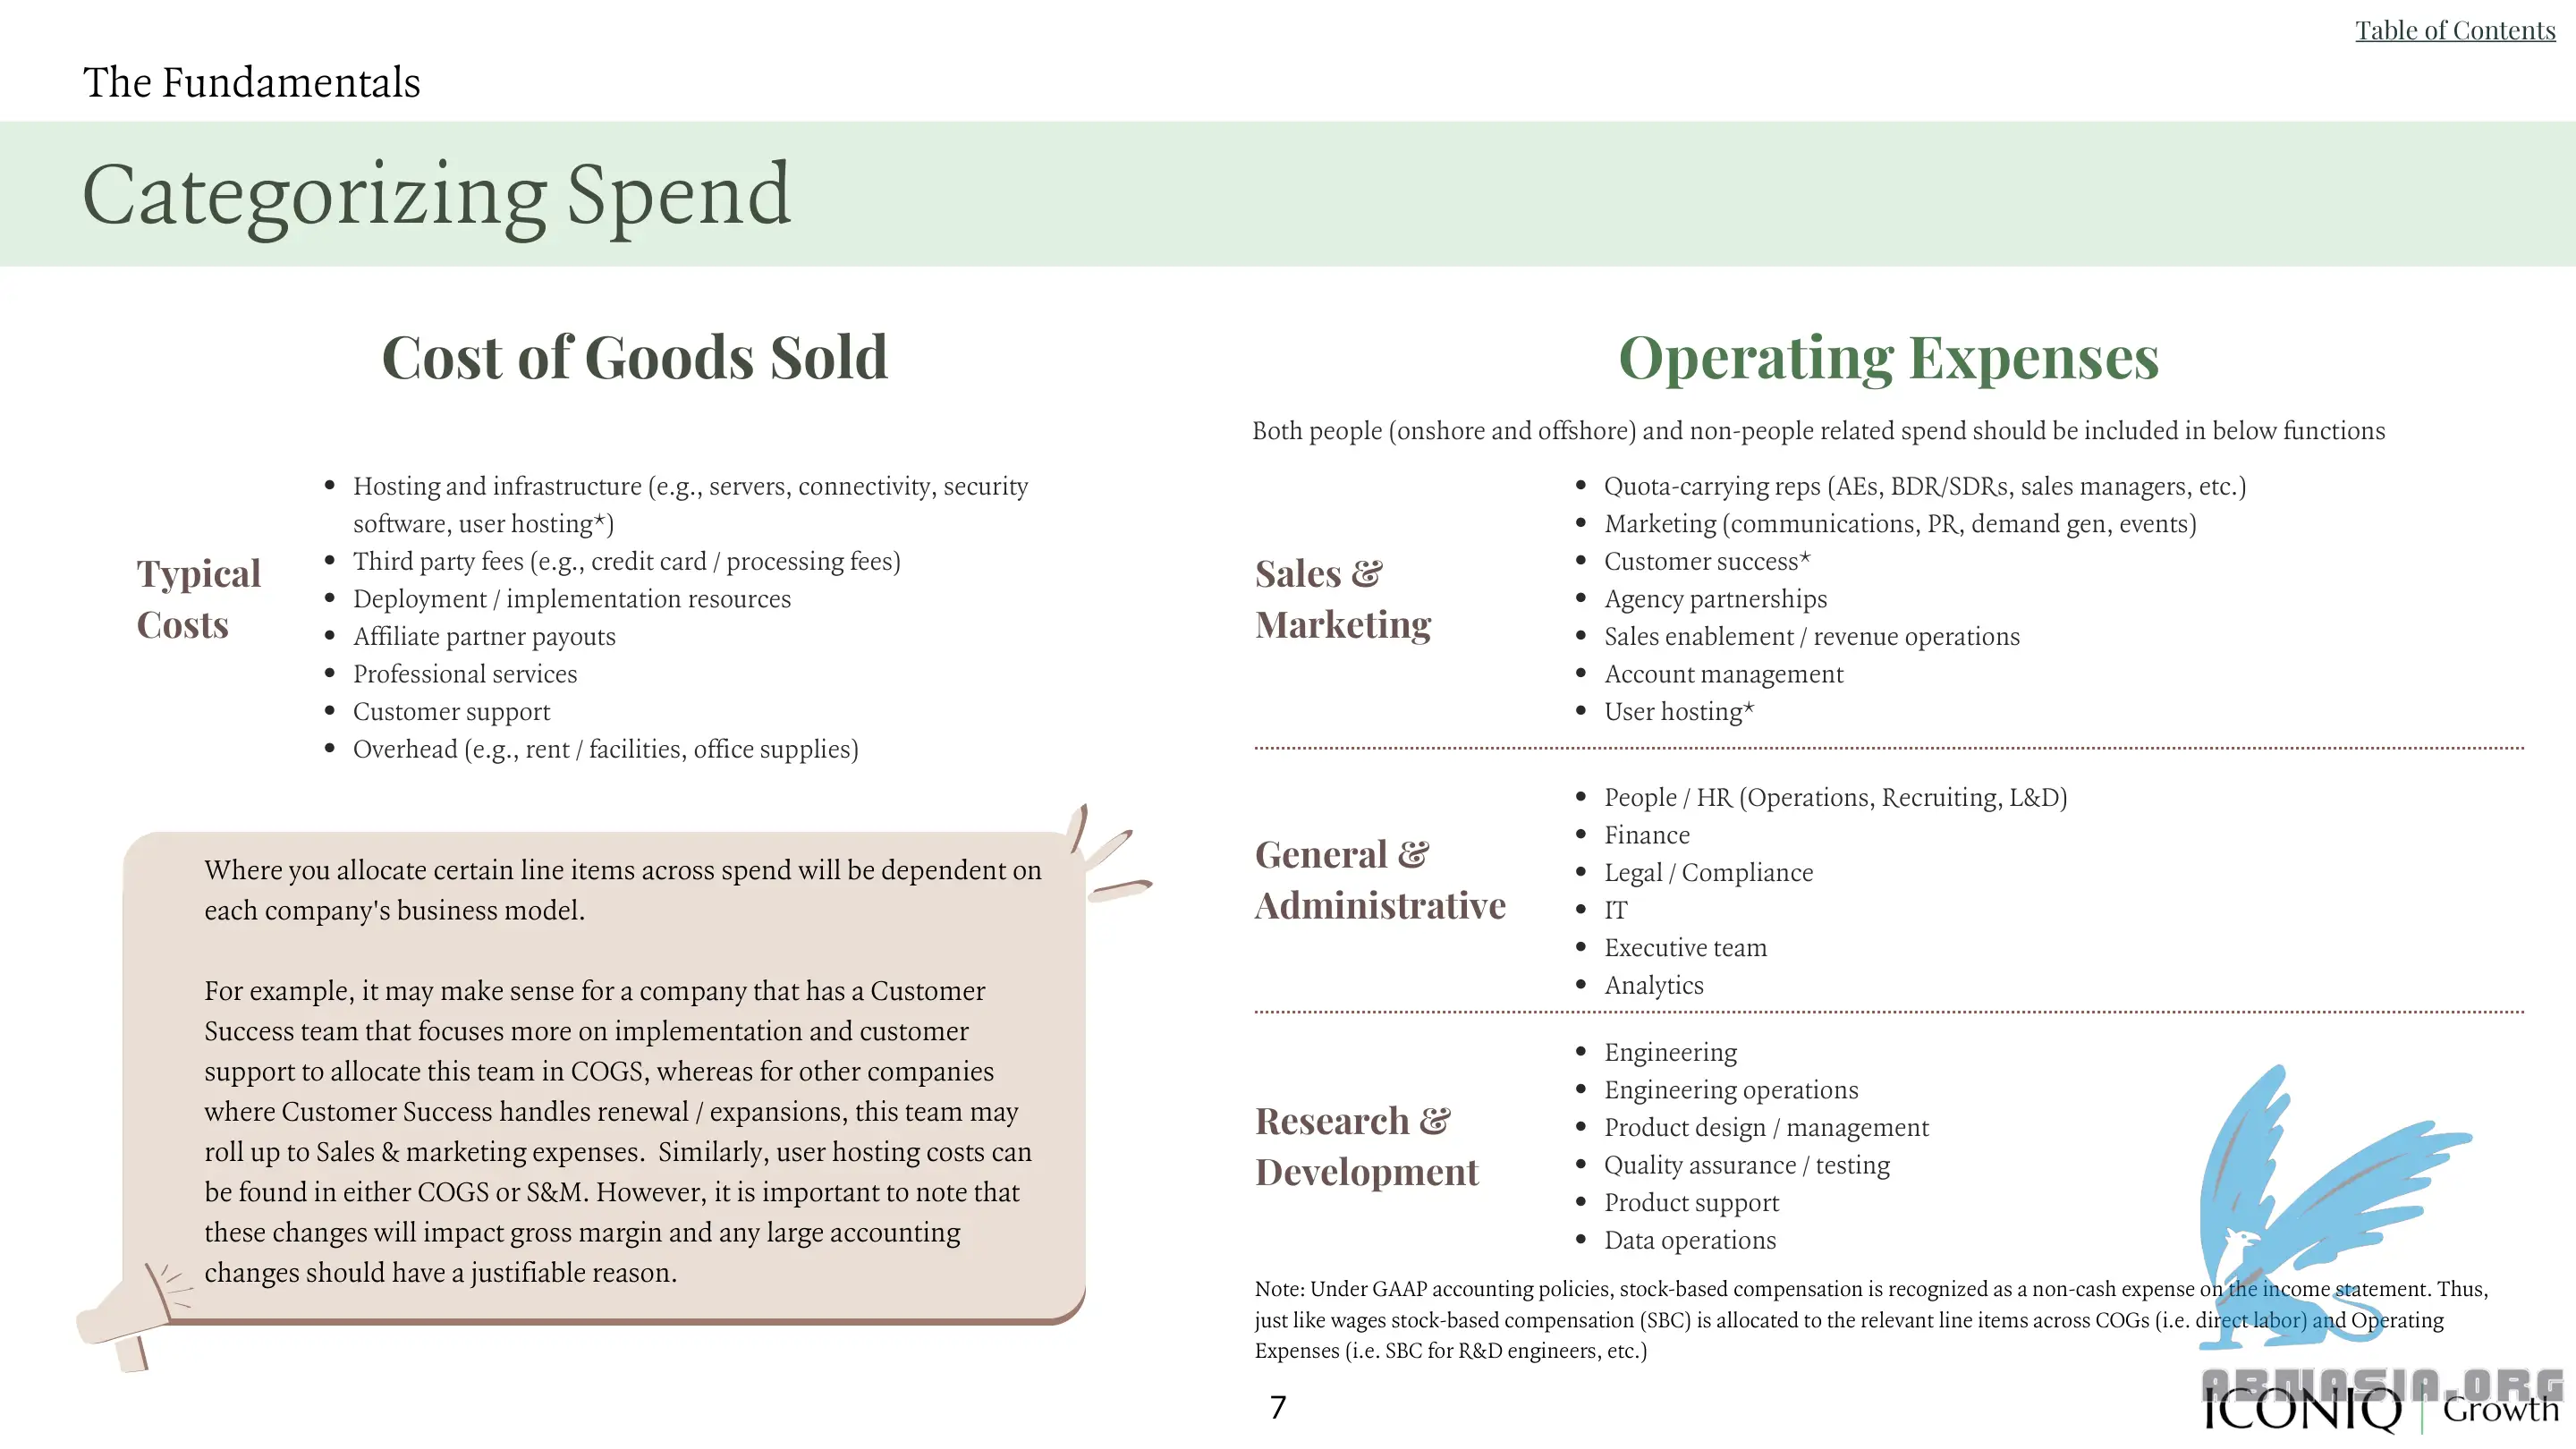 Table of Contents
The Fundamentals
Categorizing Spend
Cost of Goods Sold
Typical
Costs
• Hosting and infrastructure (e.g., servers, connectivity, security
software, user hosting*)
• Third party fees (e.g., credit card / processing fees)
• Deployment / implementation resources
• Affiliate partner payouts
• Professional services
• Customer support
• Overhead (e.g., rent / facilities, office supplies)
Where you allocate certain line items across spend will be dependent on
each company's business model.
For example, it may make sense for a company that has a Customer
Success team that focuses more on implementation and customer
support to allocate this team in COGS, whereas for other companies
where Customer Success handles renewal / expansions, this team may
roll up to Sales & marketing expenses.  Similarly, user hosting costs can
be found in either COGS or S&M. However, it is important to note that
these changes will impact gross margin and any large accounting
changes should have a justifiable reason.
Operating Expenses
Both people (onshore and offshore) and non-people related spend should be included in below functions
Sales &
Marketing
• Quota-carrying reps (AEs, BDR/SDRs, sales managers, etc.)
• Marketing (communications, PR, demand gen, events)
• Customer success*
• Agency partnerships
• Sales enablement / revenue operations
• Account management
• User hosting*
General &
Administrative
• People / HR (Operations, Recruiting, L&D)
• Finance
• Legal / Compliance
• IT
• Executive team
• Analytics
Research &
Development
• Engineering
• Engineering operations
• Product design / management
• Quality assurance / testing
• Product support
• Data operations
Note: Under GAAP accounting policies, stock-based compensation is recognized as a non-cash expense on the income statement. Thus,
just like wages stock-based compensation (SBC) is allocated to the relevant line items across COGs (i.e. direct labor) and Operating
Expenses (i.e. SBC for R&D engineers, etc.)
7
ABMASIA.ORG
ICONIQ | Growth